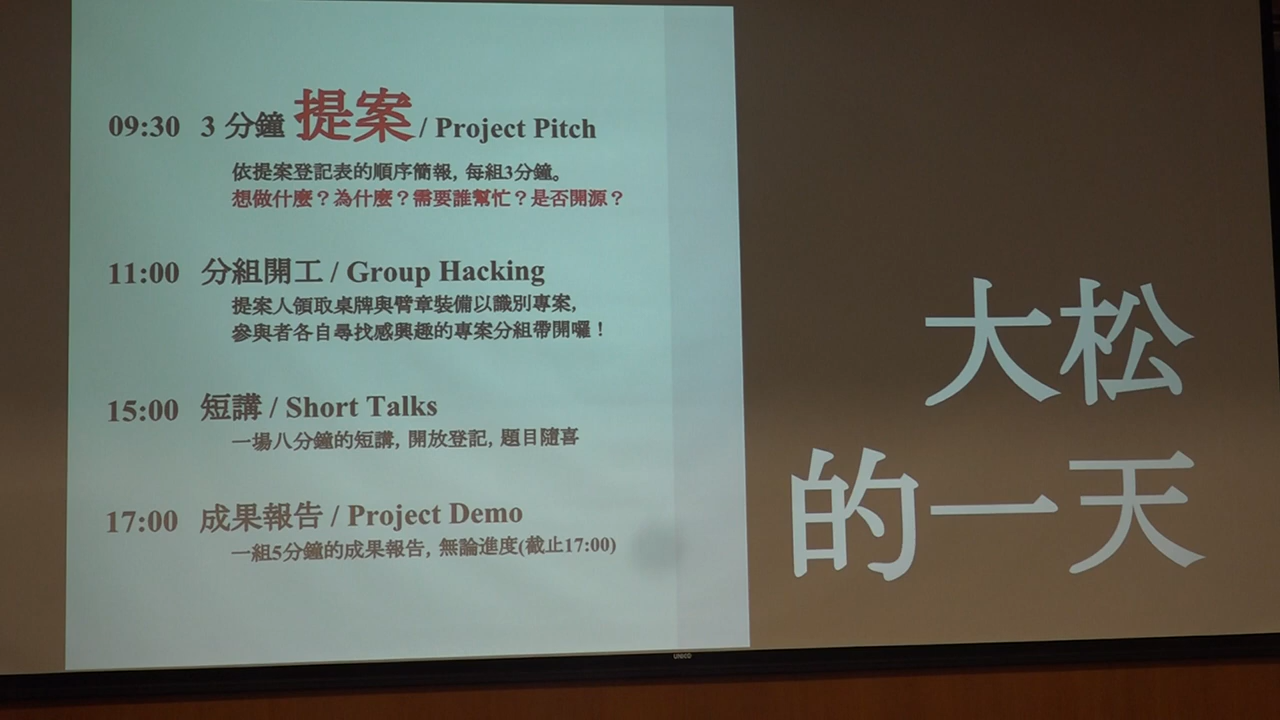 09:30 3 分鐘 提案 / Project Pitch
依提案登記表的順序簡報, 每組3分鐘。
想做什麼？為什麼？需要誰幫忙？是否開源？
11:00 分組開工 / Group Hacking
提案人領取桌牌與臂章裝備以識別專案,
參與者各自尋找感興趣的專案分組帶開囉！
15:00 短講 / Short Talks
一場八分鐘的短講, 開放登記, 題目隨喜
17:00 成果報告 / Project Demo
一組5分鐘的成果報告, 無論進度(截止17:00)
大松
的一天
UNICO